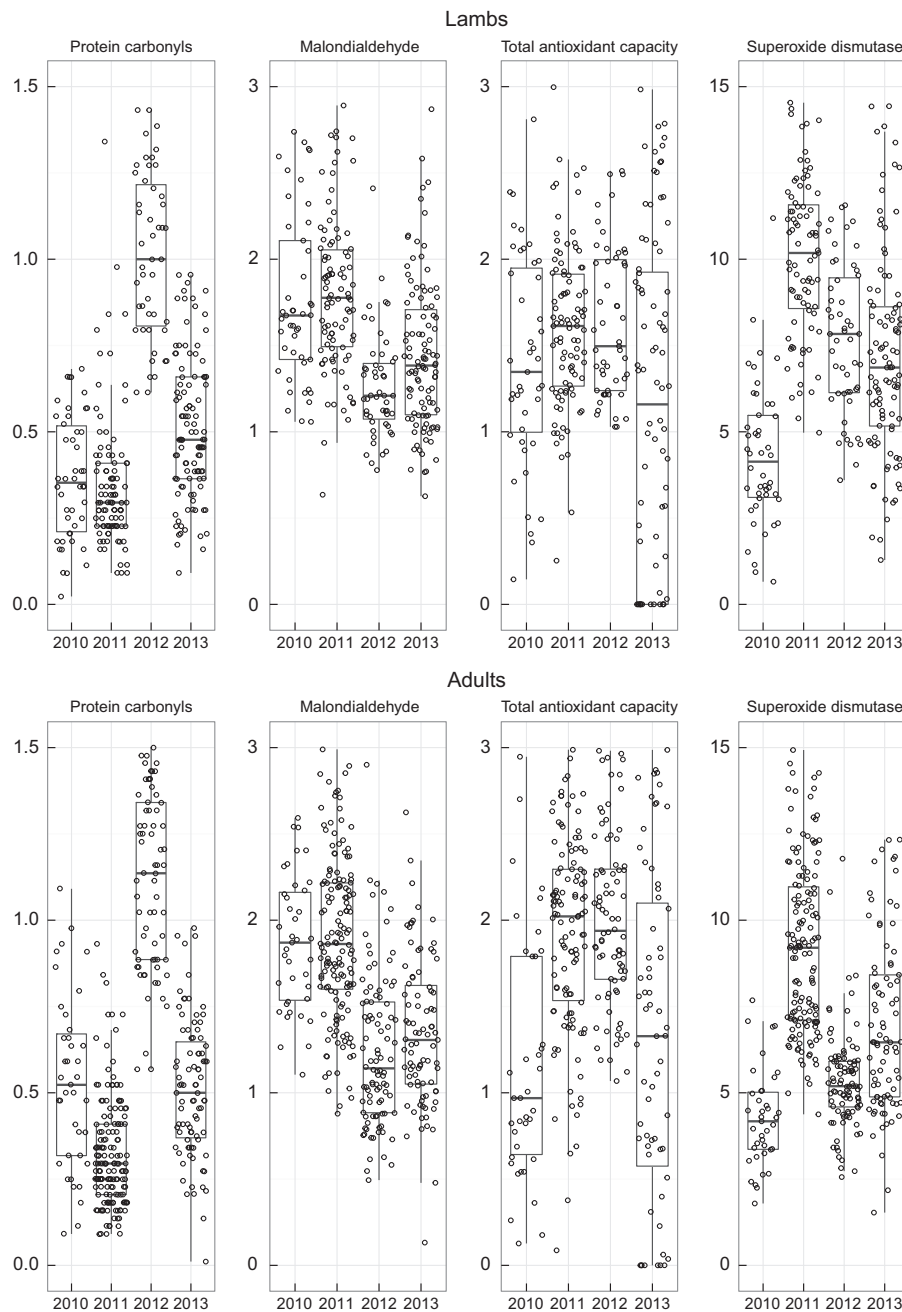 Lambs
Protein carbonyls Malondialdehyde Total antioxidant capacity Superoxide dismutase
1.5 3 3 15
1.0 2 2 10
0.5 1 1 5
0.0 0 0 0
2010 2011 2012 2013 2010 2011 2012 2013 2010 2011 2012 2013 2010 2011 2012 2013
Adults
Protein carbonyls Malondialdehyde Total antioxidant capacity Superoxide dismutase
1.5 3 3 15
1.0 2 2 10
0.5 1 1 5
0.0 0 0 0
2010 2011 2012 2013 2010 2011 2012 2013 2010 2011 2012 2013 2010 2011 2012 2013